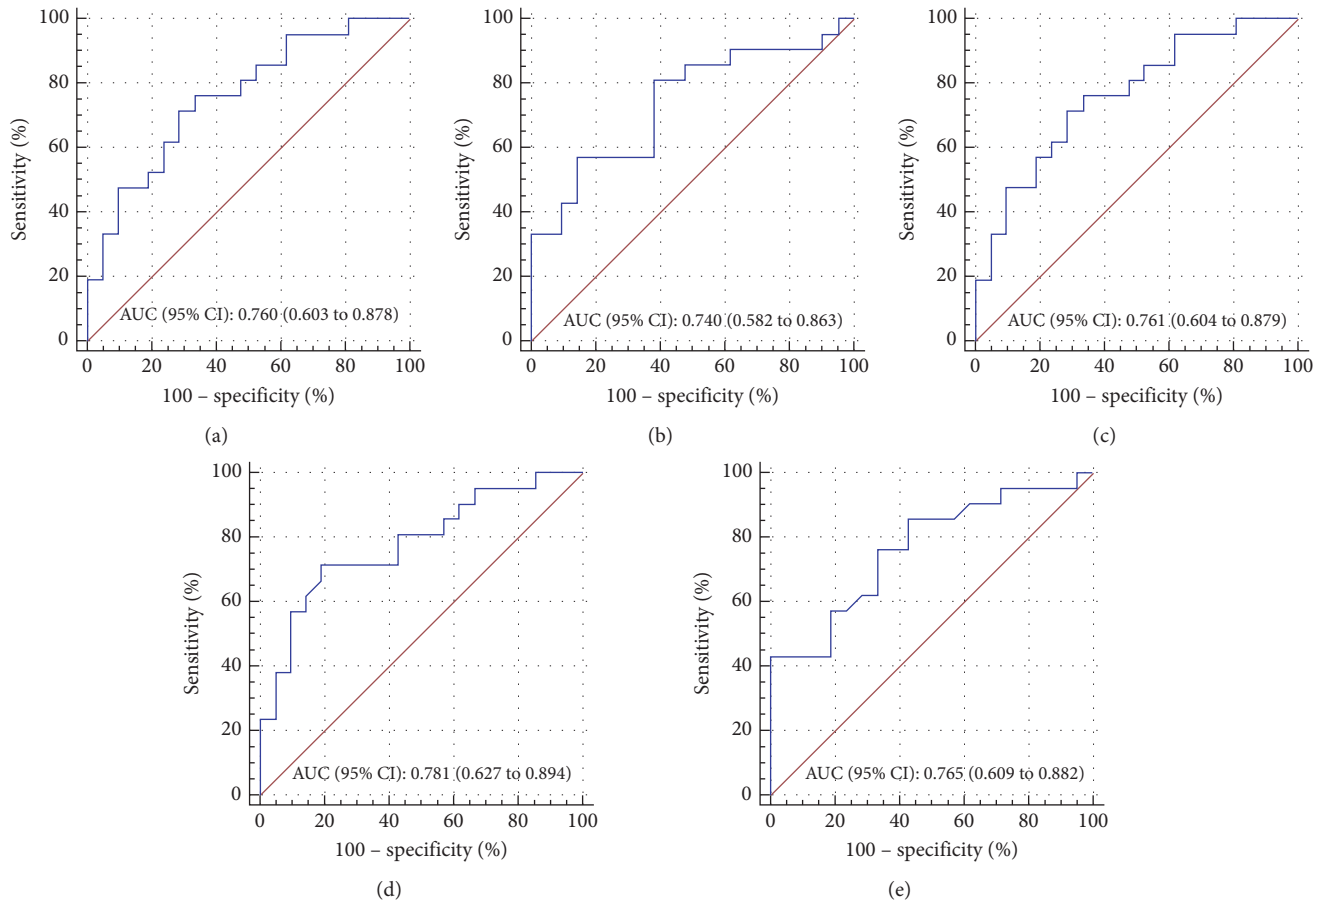 100
80
60
40
20
0
Sensitivity (%)
AUC (95% CI): 0.760 (0.603 to 0.878)
0 20 40 60 80 100
100 – specificity (%)
(a)
100
80
60
40
20
0
Sensitivity (%)
AUC (95% CI): 0.740 (0.582 to 0.863)
0 20 40 60 80 100
100 – specificity (%)
(b)
100
80
60
40
20
0
Sensitivity (%)
AUC (95% CI): 0.761 (0.604 to 0.879)
0 20 40 60 80 100
100 – specificity (%)
(c)
100
80
60
40
20
0
Sensitivity (%)
AUC (95% CI): 0.781 (0.627 to 0.894)
0 20 40 60 80 100
100 – specificity (%)
(d)
100
80
60
40
20
0
Sensitivity (%)
AUC (95% CI): 0.765 (0.609 to 0.882)
0 20 40 60 80 100
100 – specificity (%)
(e)